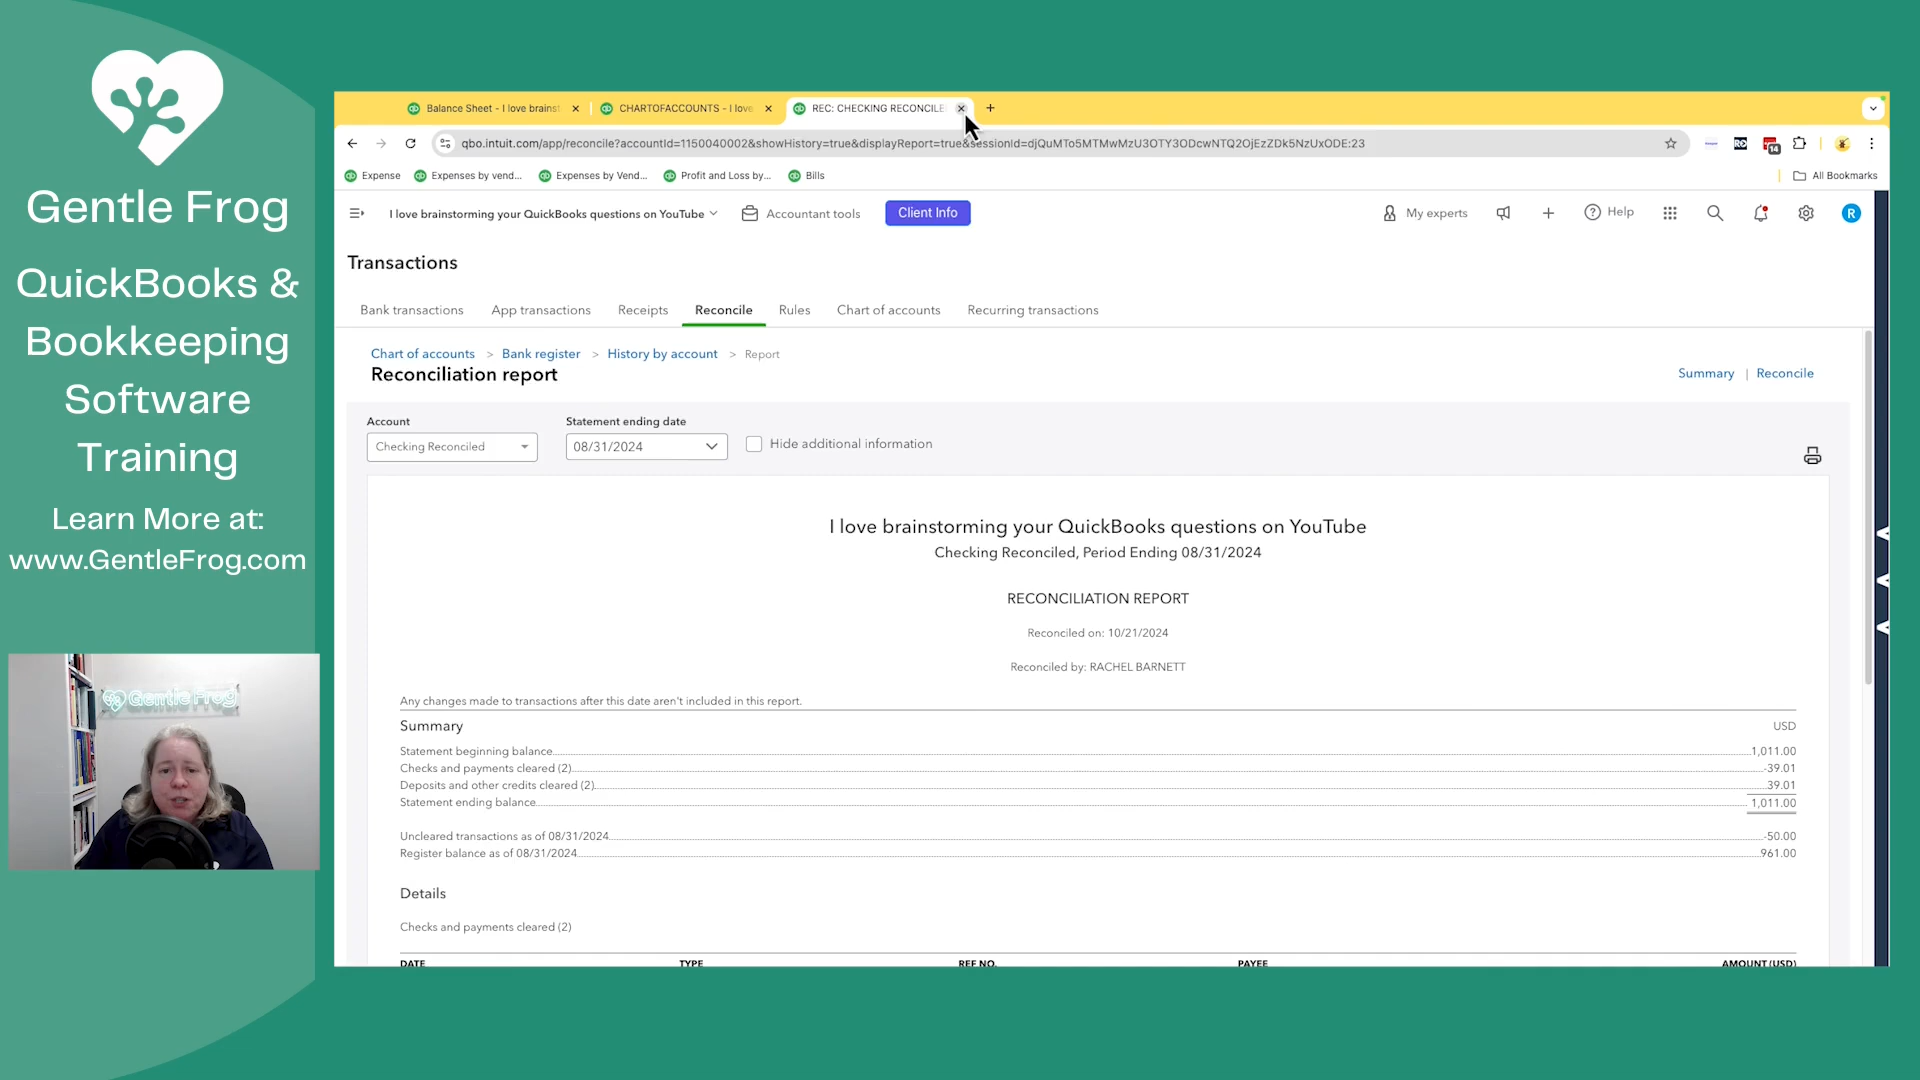 Gentle Frog
QuickBooks &
Bookkeeping
Software
Training
Learn More at:
www.GentleFrog.com
Gentle Frog
Balance Sheet - I love brainst
CHARTOFACCOUNTS - I love
REC: CHECKING RECONCILE
qbo.intuit.com/app/reconcile?accountId=1150040002&showHistory=true&displayReport=true&sessionId=djQuMTo5MTMwMzU3OTY3ODcwNTQ2OjEzZDk5NzUxODE:23
14
Expense
Expenses by vend...
Expenses by Vend...
Profit and Loss by...
Bills
All Bookmarks
I love brainstorming your QuickBooks questions on YouTube
Accountant tools
Client Info
My experts
Help
R
Transactions
Bank transactions
App transactions
Receipts
Reconcile
Rules
Chart of accounts
Recurring transactions
Chart of accounts > Bank register > History by account > Report
Reconciliation report
Summary | Reconcile
Account
Statement ending date
Checking Reconciled
08/31/2024
Hide additional information
I love brainstorming your QuickBooks questions on YouTube
Checking Reconciled, Period Ending 08/31/2024
RECONCILIATION REPORT
Reconciled on: 10/21/2024
Reconciled by: RACHEL BARNETT
Any changes made to transactions after this date aren't included in this report.
Summary USD
Statement beginning balance 1,011.00
Checks and payments cleared (2) -39.01
Deposits and other credits cleared (2) 39.01
Statement ending balance 1,011.00
Uncleared transactions as of 08/31/2024 -50.00
Register balance as of 08/31/2024 961.00
Details
Checks and payments cleared (2)
DATE TYPE REF NO. PAYEE AMOUNT (USD)